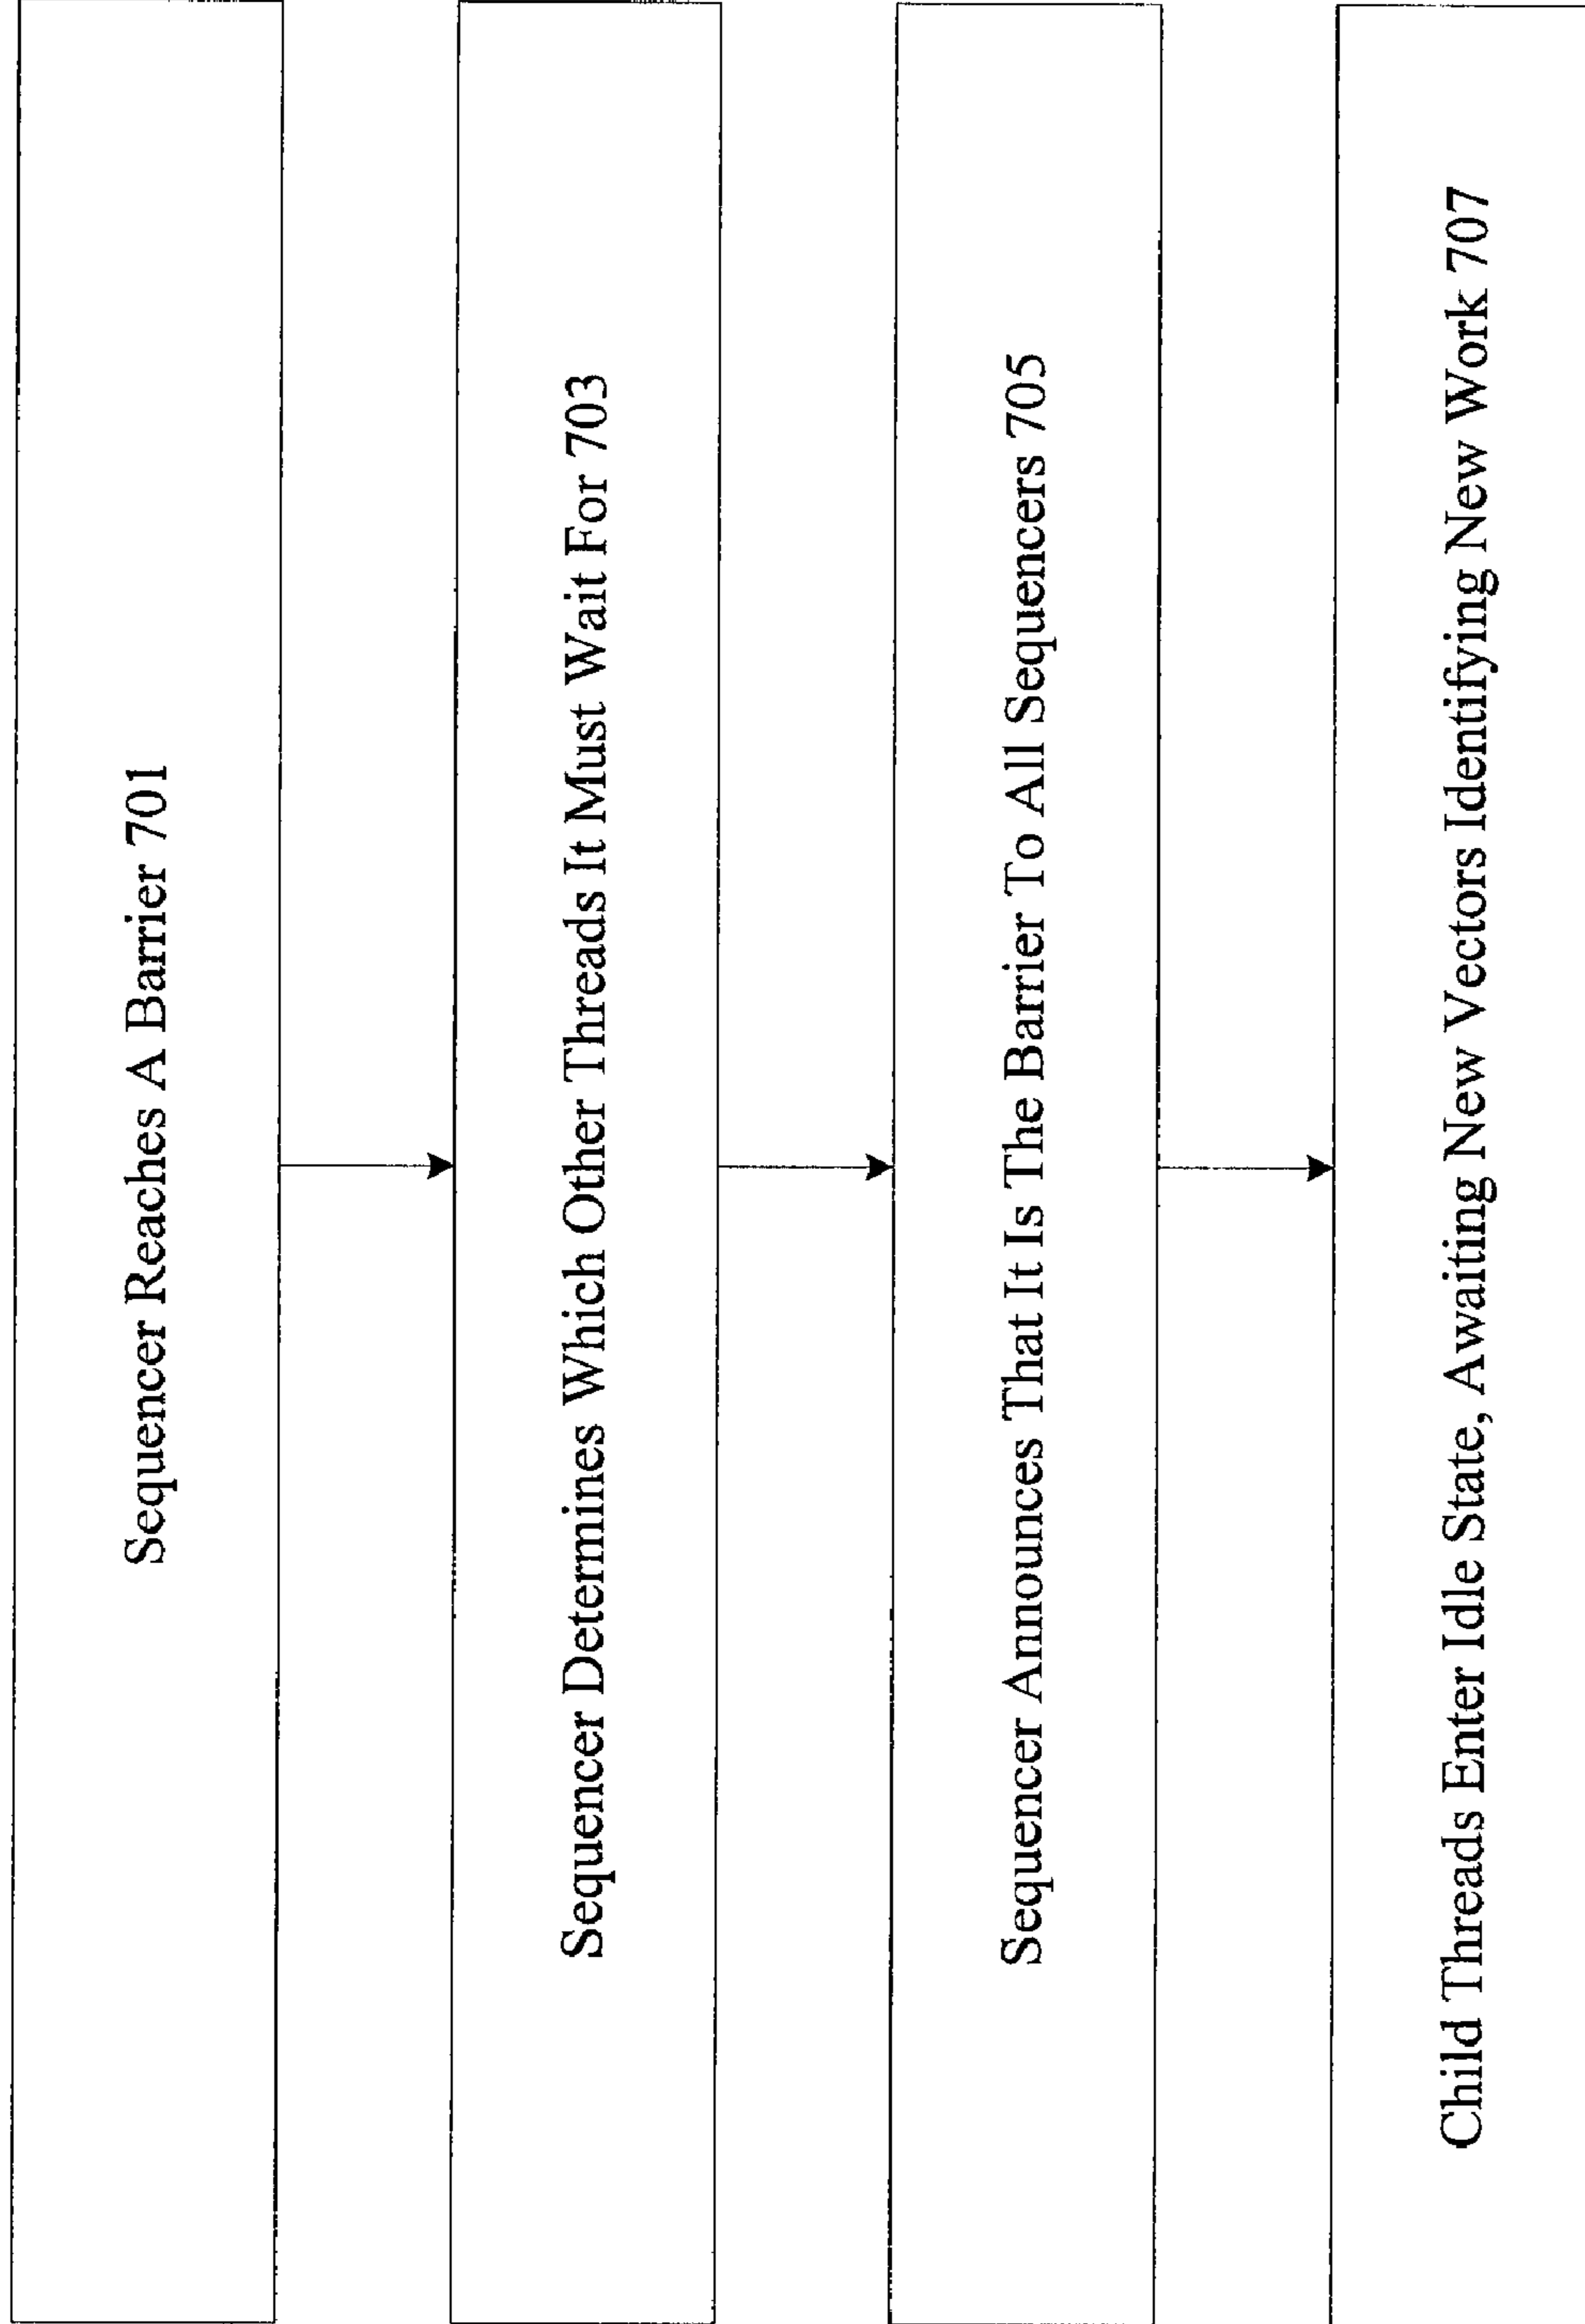 Sequencer Reaches A Barrier 701
Sequencer Determines Which Other Threads It Must Wait For 703
Sequencer Announces That It Is The Barrier To All Sequencers 705
Child Threads Enter Idle State, Awaiting New Vectors Identifying New Work 707